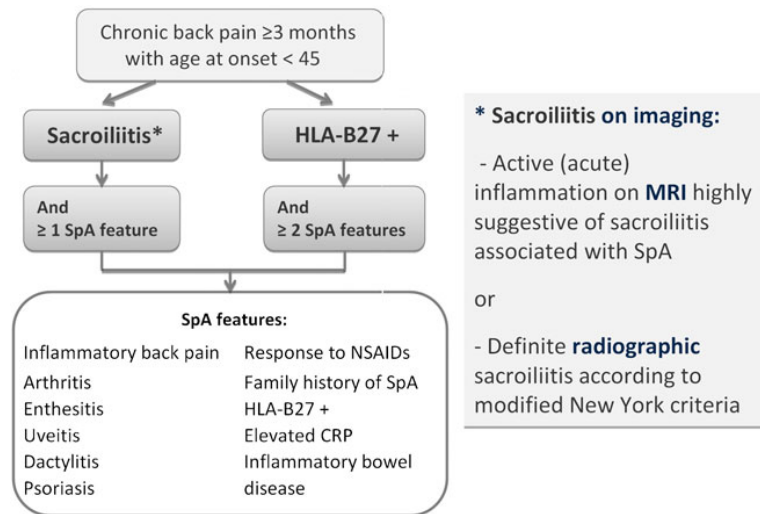 Chronic back pain ≥3 months
with age at onset < 45
Sacroiliitis*
HLA-B27 +
And
≥ 1 SpA feature
And
≥ 2 SpA features
SpA features:
Inflammatory back pain
Arthritis
Enthesitis
Uveitis
Dactylitis
Psoriasis
Response to NSAIDs
Family history of SpA
HLA-B27 +
Elevated CRP
Inflammatory bowel
disease
* Sacroiliitis on imaging:
- Active (acute)
inflammation on MRI highly
suggestive of sacroiliitis
associated with SpA
or
- Definite radiographic
sacroiliitis according to
modified New York criteria